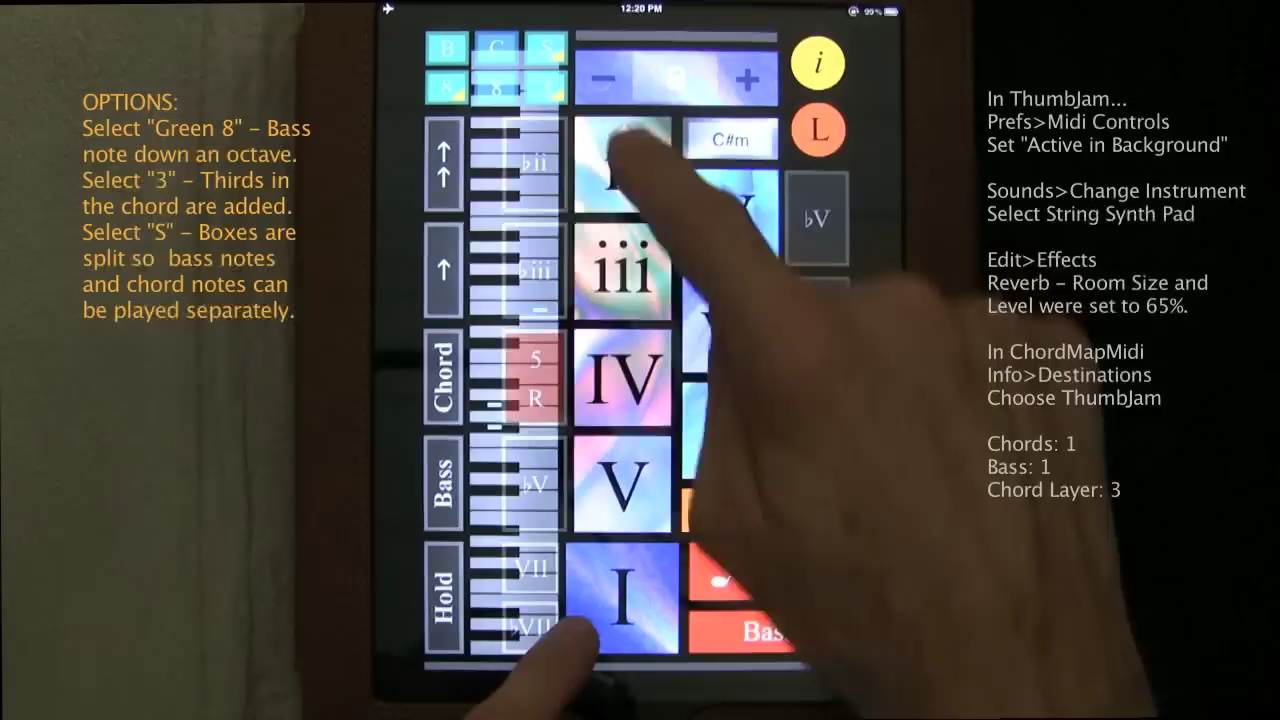 12:20 PM
99%
B C S
8 8
i
L
C#m
OPTIONS:
Select "Green 8" – Bass
note down an octave.
Select "3" – Thirds in
the chord are added.
Select "S" – Boxes are
split so bass notes
and chord notes can
be played separately.
In ThumbJam...
Prefs>Midi Controls
Set "Active in Background"
Sounds>Change Instrument
Select String Synth Pad
Edit>Effects
Reverb – Room Size and
Level were set to 65%.
In ChordMapMidi
Info>Destinations
Choose ThumbJam
Chords: 1
Bass: 1
Chord Layer: 3
♭ii
♭V
♭iii
iii
Chord
5
R
IV
Bass
♭V
V
Hold
VII
♭VII
I